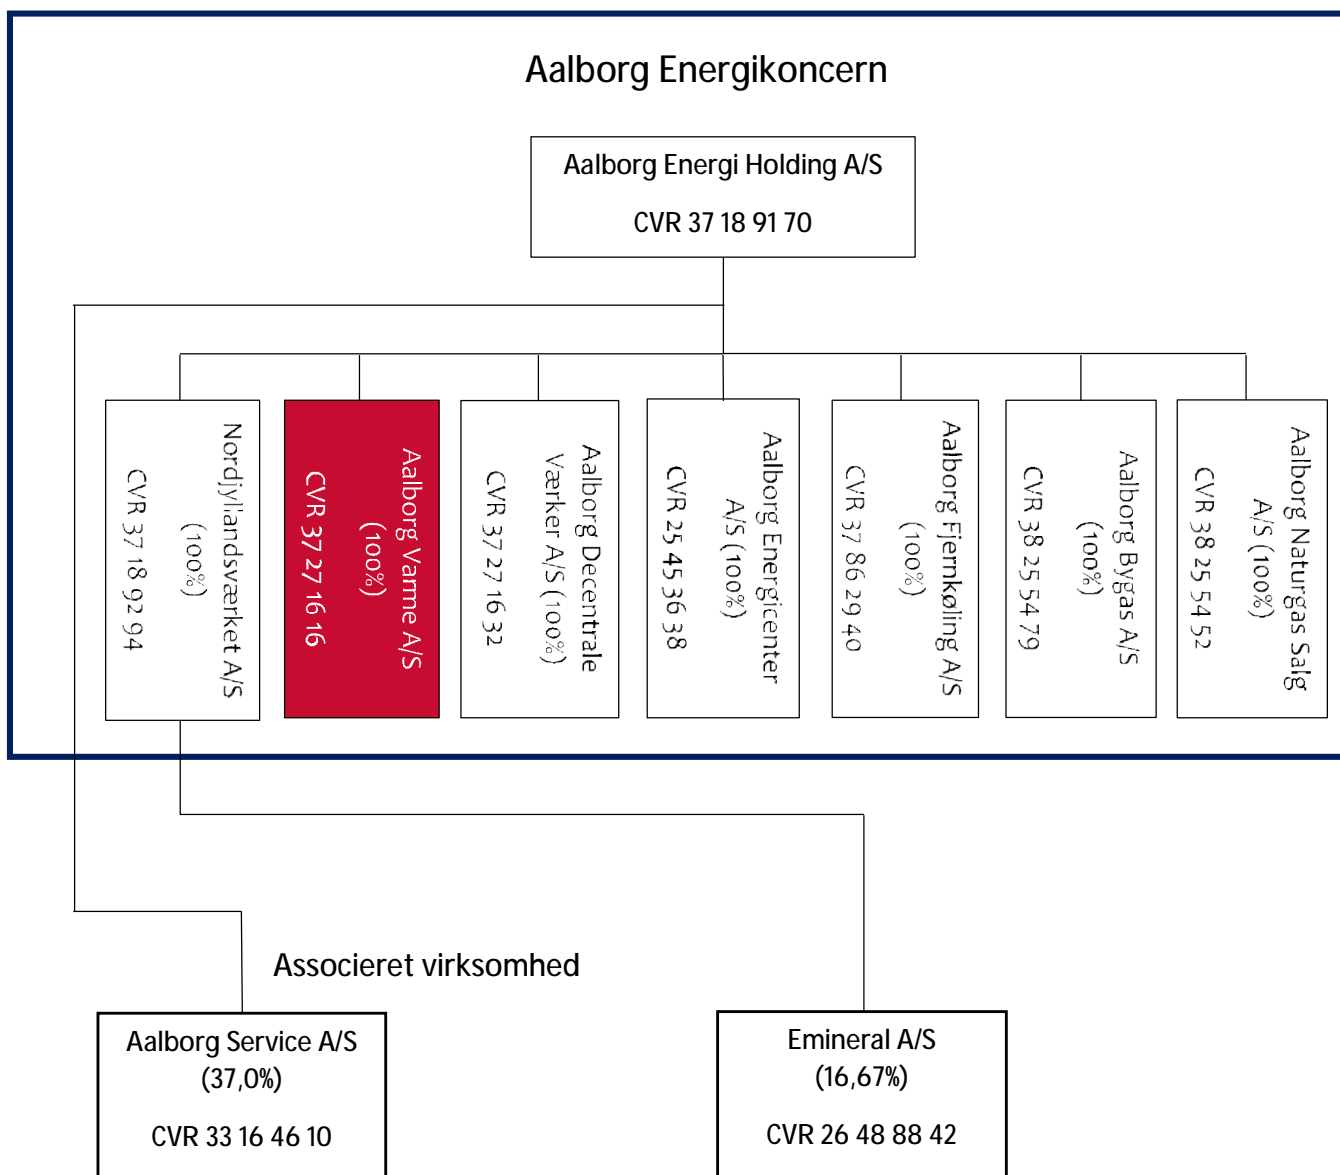 Aalborg Energikoncern
Aalborg Energi Holding A/S
CVR 37 18 91 70
Nordjyllandsværket A/S
(100%)
CVR 37 18 92 94
Aalborg Varme A/S
(100%)
CVR 37 27 16 16
Aalborg Decentrale
Værker A/S (100%)
CVR 37 27 16 32
Aalborg Energicenter
A/S (100%)
CVR 25 45 36 38
Aalborg Fjernkøling A/S
(100%)
CVR 37 86 29 40
Aalborg Bygas A/S
(100%)
CVR 38 25 54 79
Aalborg Naturgas Salg
A/S (100%)
CVR 38 25 54 52
Associeret virksomhed
Aalborg Service A/S
(37,0%)
CVR 33 16 46 10
Emineral A/S
(16,67%)
CVR 26 48 88 42